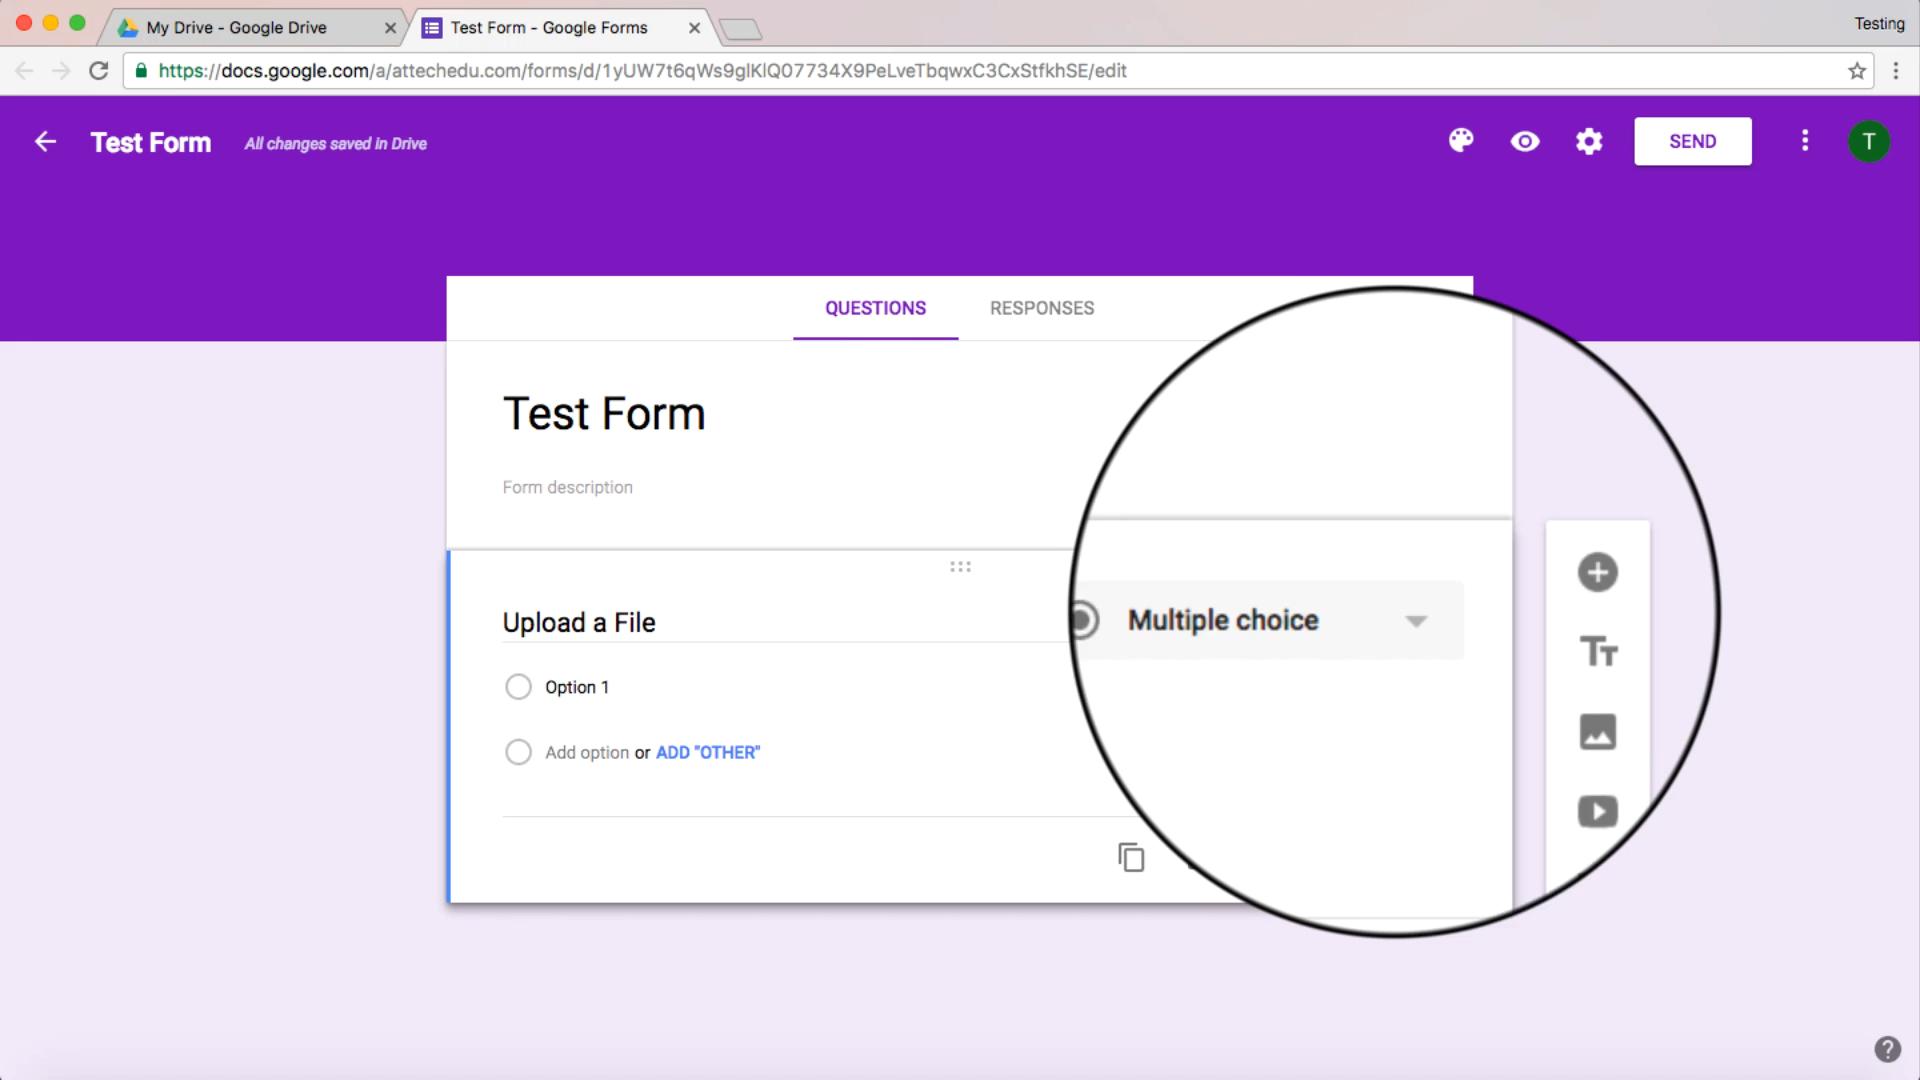 My Drive - Google Drive
Test Form - Google Forms
Testing
https://docs.google.com/a/attechedu.com/forms/d/1yUW7t6qWs9glKlQ07734X9PeLveTbqwxC3CxStfkhSE/edit
Test Form
All changes saved in Drive
SEND
T
QUESTIONS
RESPONSES
Test Form
Form description
Upload a File
Multiple choice
Option 1
Add option or ADD "OTHER"